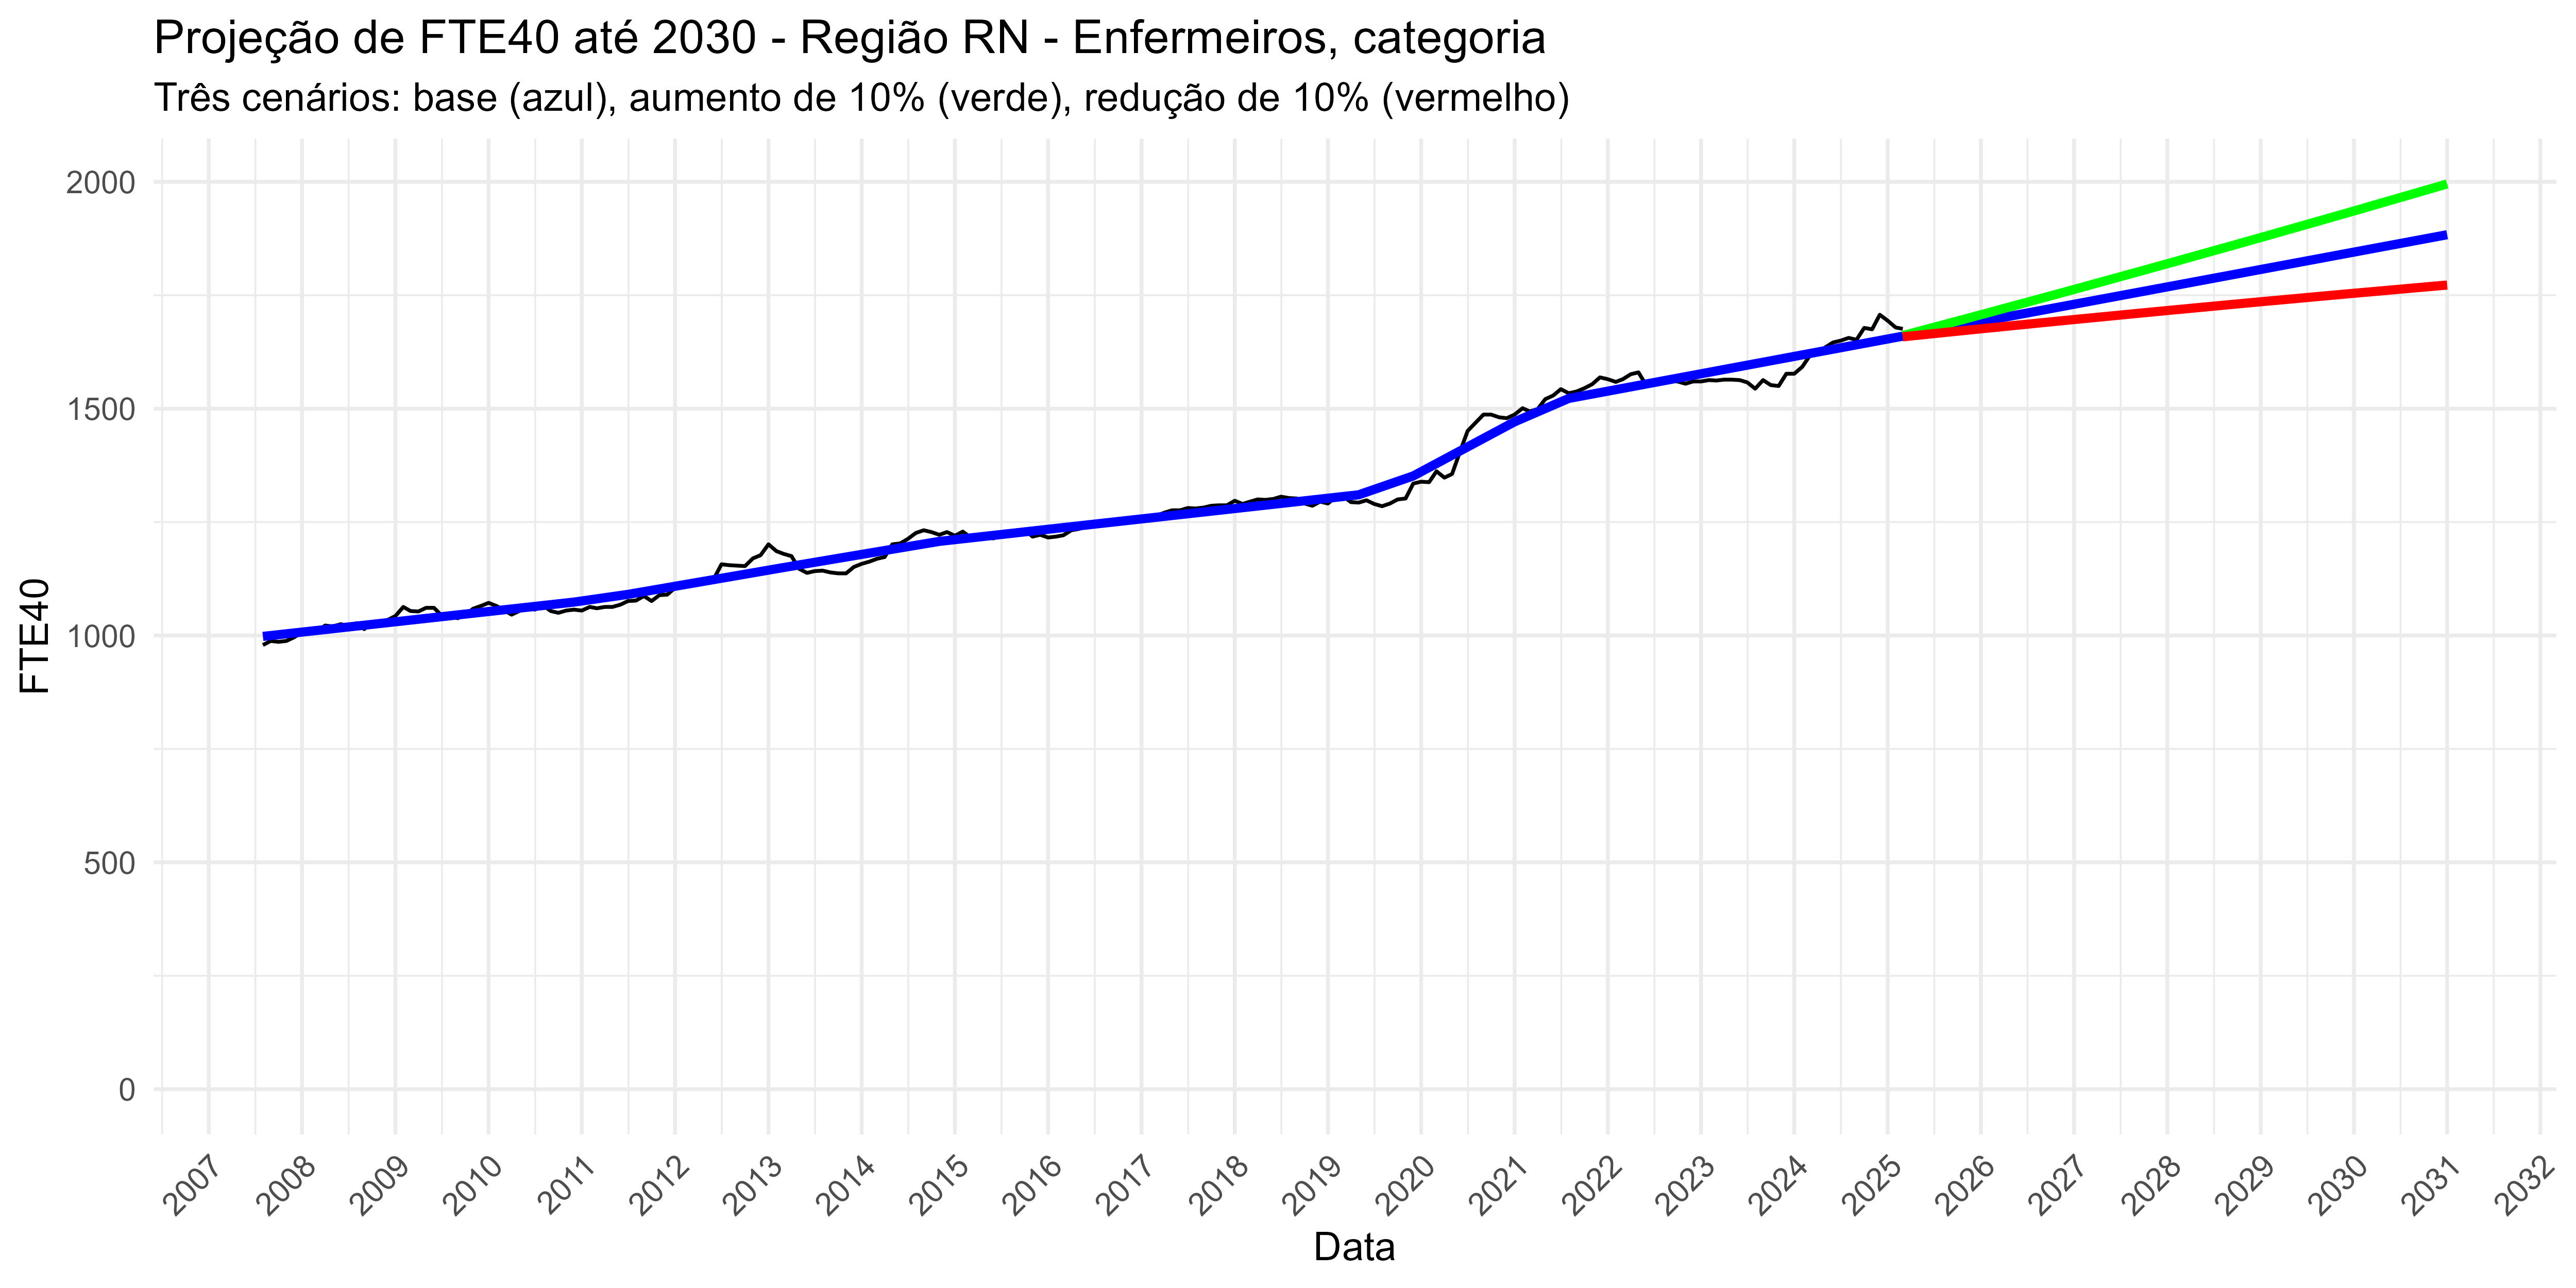 Projeção de FTE40 até 2030 - Região RN - Enfermeiros, categoria
Três cenários: base (azul), aumento de 10% (verde), redução de 10% (vermelho)
2000
1500
1000
500
0
FTE40
2007 2008 2009 2010 2011 2012 2013 2014 2015 2016 2017 2018 2019 2020 2021 2022 2023 2024 2025 2026 2027 2028 2029 2030 2031 2032
Data